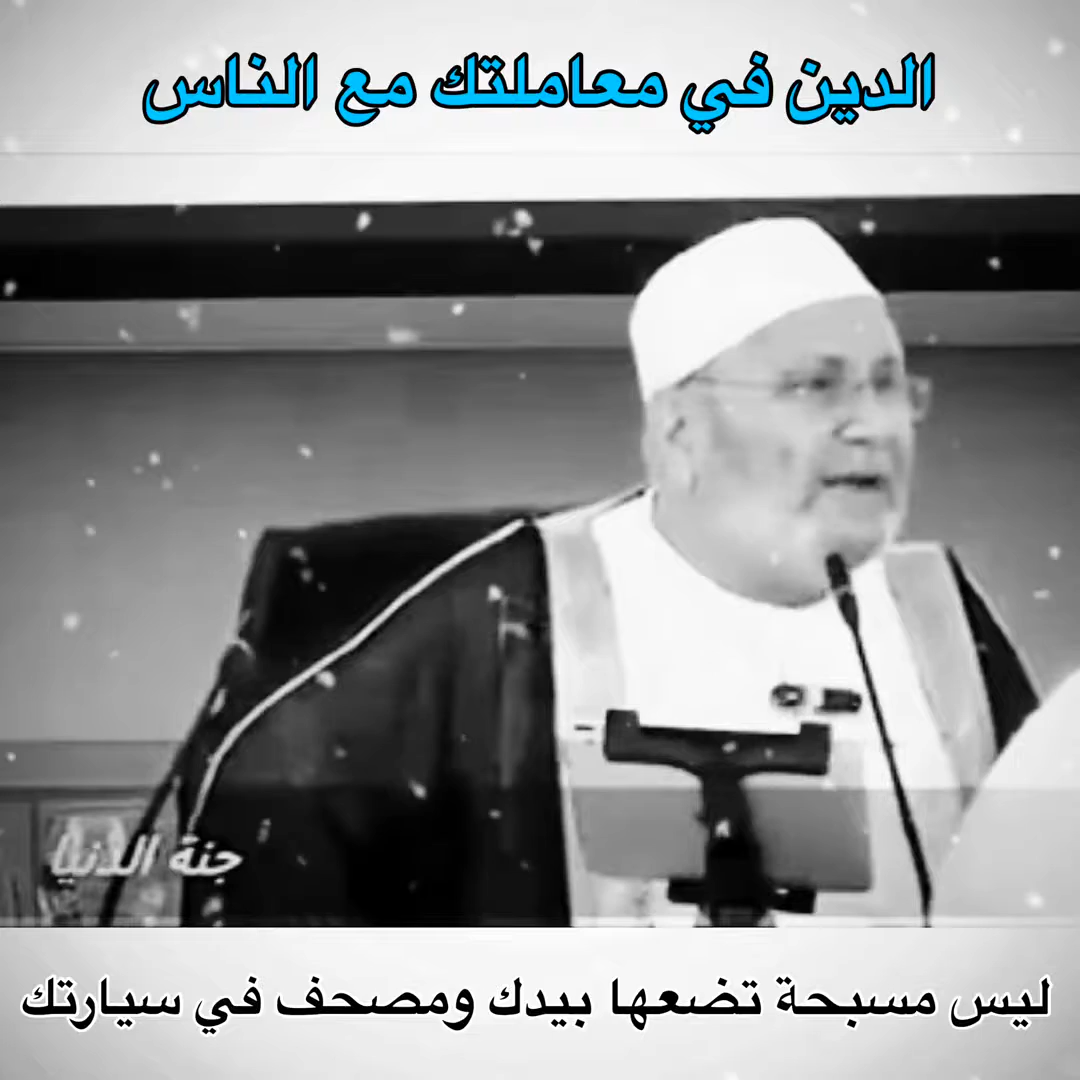 الدين في معاملتك مع الناس
جنة الدنيا
ليس مسبحة تضعها بيدك ومصحف في سيارتك